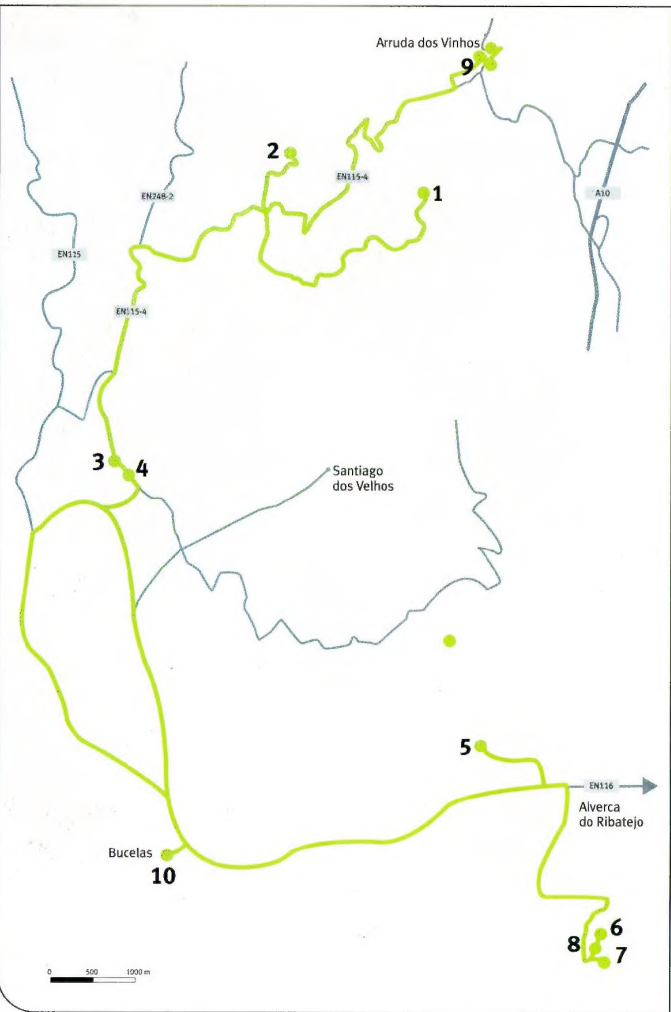 Arruda dos Vinhos
9
2
EN115-4
1
EN248-2
A10
EN115
EN115-4
3
4
Santiago
dos Velhos
5
EN116
Alverca
do Ribatejo
Bucelas
10
6
8
7
0 500 1000 m